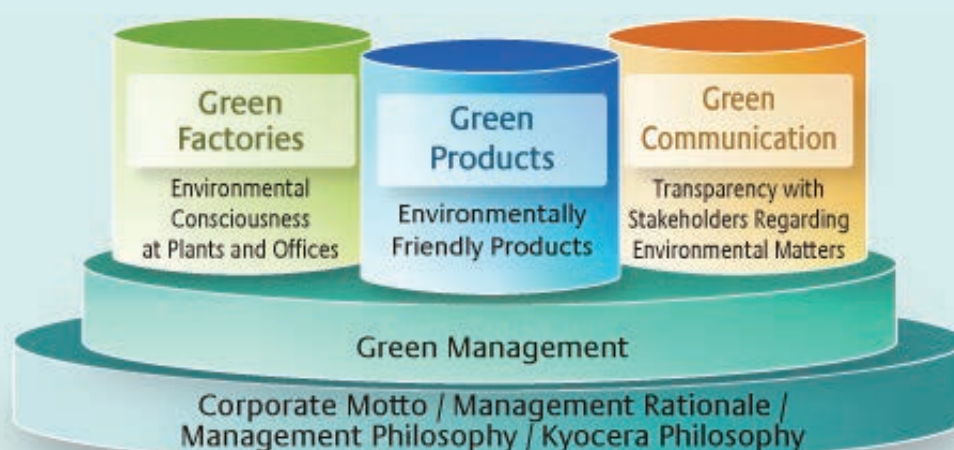 Green
Factories
Environmental
Consciousness
at Plants and Offices
Green
Products
Environmentally
Friendly Products
Green
Communication
Transparency with
Stakeholders Regarding
Environmental Matters
Green Management
Corporate Motto / Management Rationale /
Management Philosophy / Kyocera Philosophy